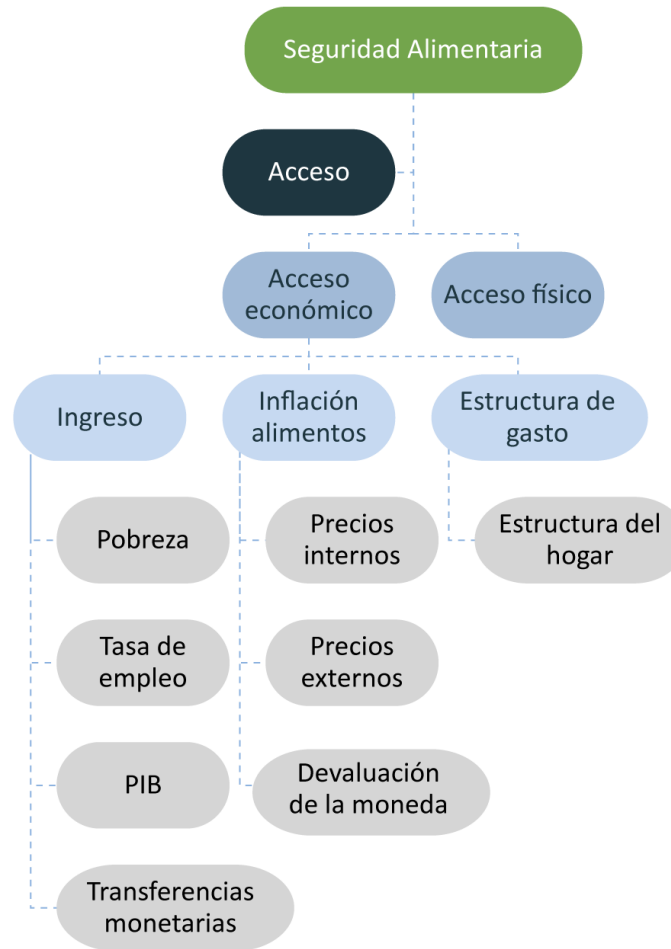 Seguridad Alimentaria
Acceso
Acceso
económico
Acceso físico
Ingreso
Inflación
alimentos
Estructura de
gasto
Pobreza
Precios
internos
Estructura del
hogar
Tasa de
empleo
Precios
externos
PIB
Devaluación
de la moneda
Transferencias
monetarias